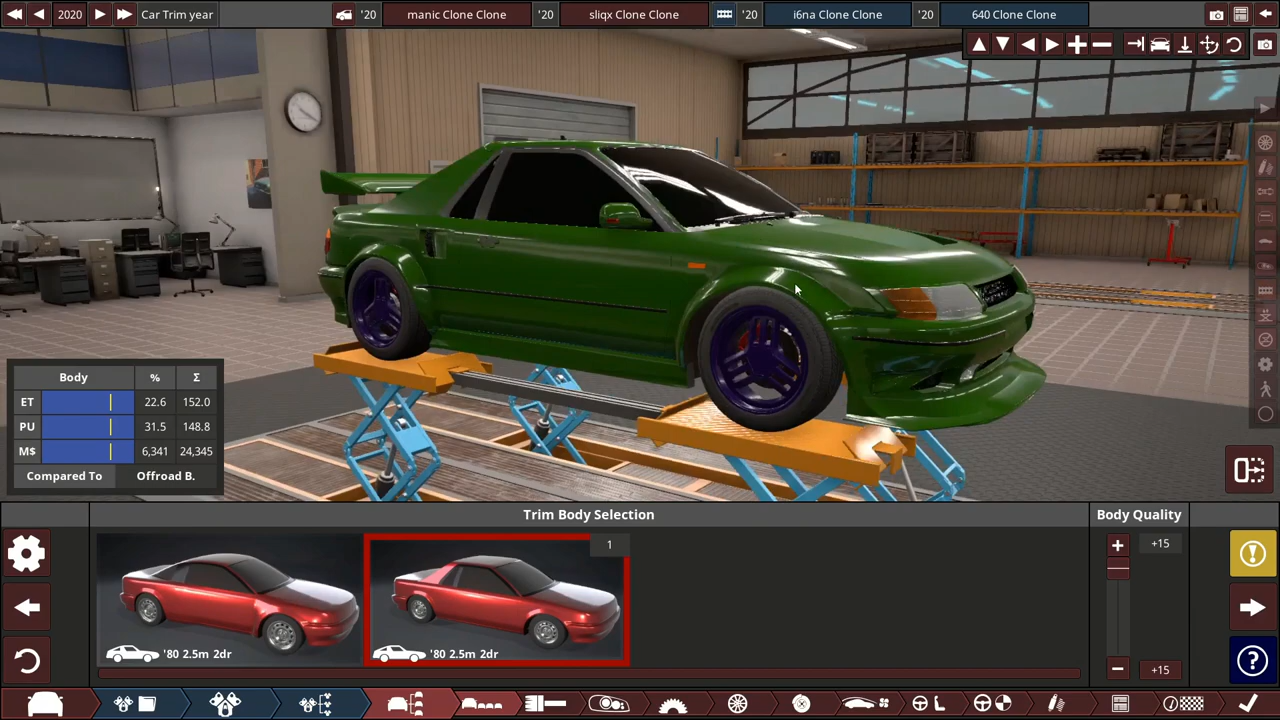 2020 Car Trim year '20 manic Clone Clone '20 sliqx Clone Clone '20 i6na Clone Clone '20 640 Clone Clone
Body % Σ
ET 22.6 152.0
PU 31.5 148.8
M$ 6,341 24,345
Compared To Offroad B.
Trim Body Selection
Body Quality
1
+ +15
'80 2.5m 2dr
'80 2.5m 2dr
- +15
?